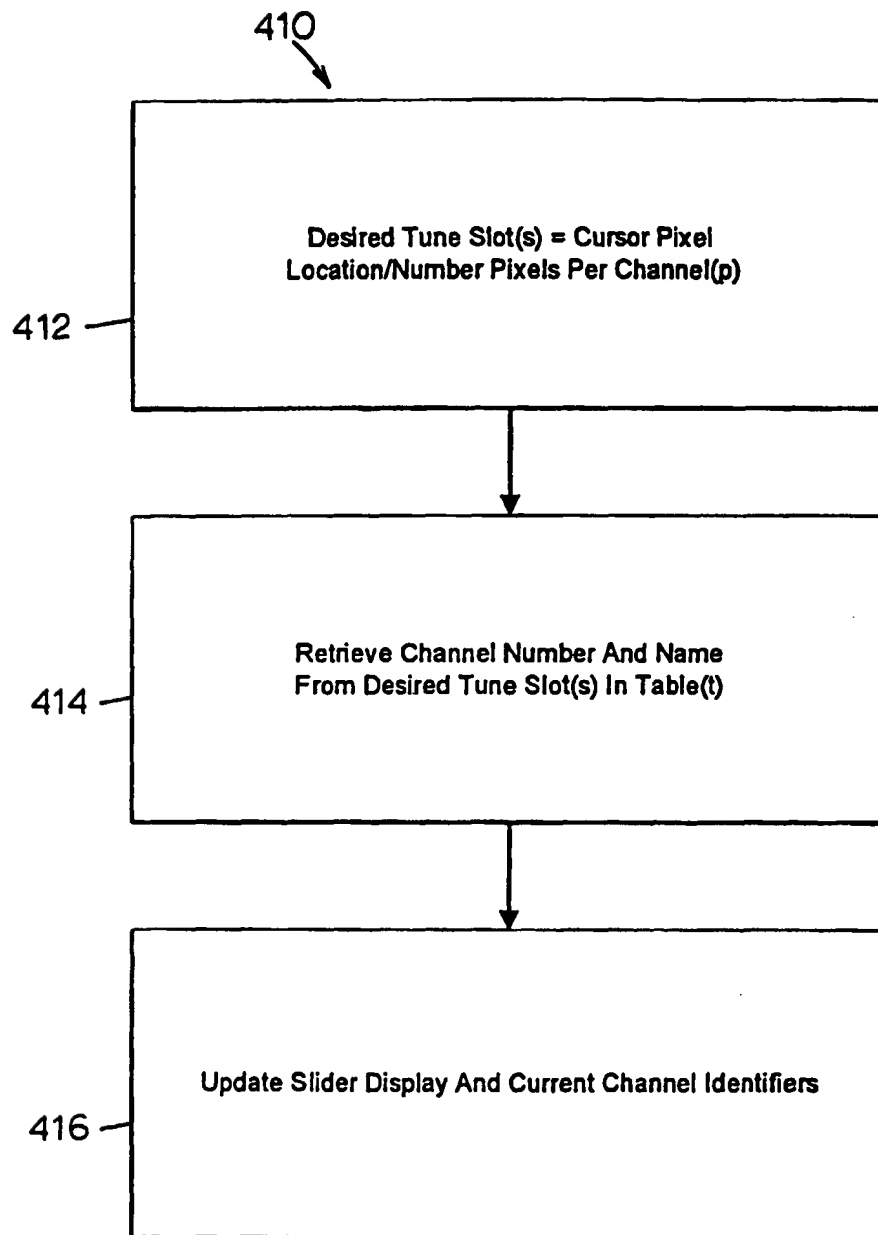 410
Desired Tune Slot(s) = Cursor Pixel
Location/Number Pixels Per Channel(p)
412
Retrieve Channel Number And Name
From Desired Tune Slot(s) In Table(t)
414
Update Slider Display And Current Channel Identifiers
416